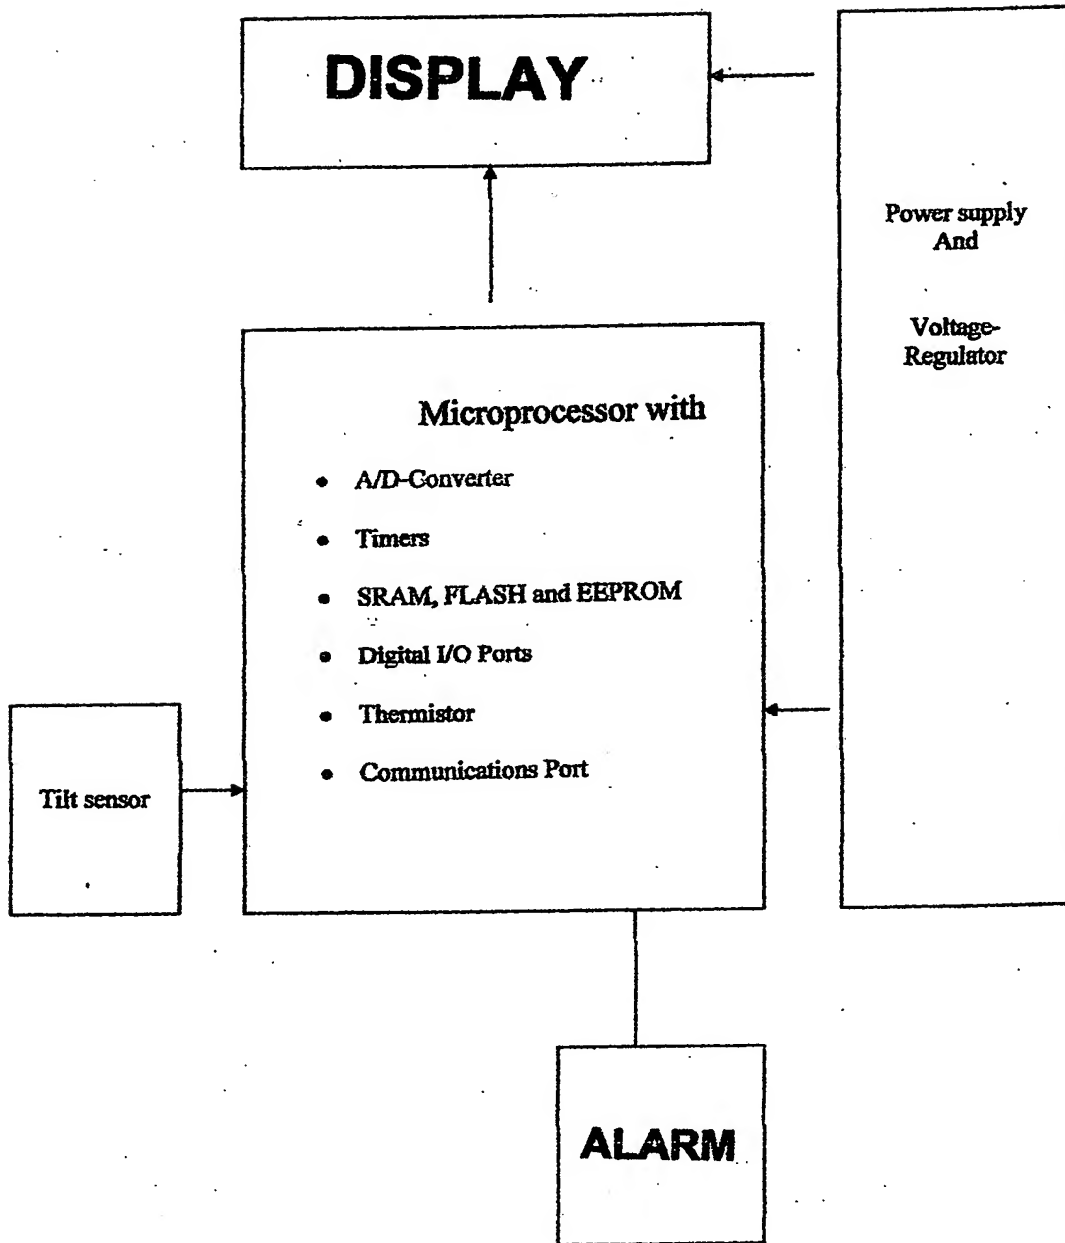 DISPLAY
Power supply
And
Voltage-
Regulator
Microprocessor with
• A/D-Converter
• Timers
• SRAM, FLASH and EEPROM
• Digital I/O Ports
• Thermistor
• Communications Port
Tilt sensor
ALARM